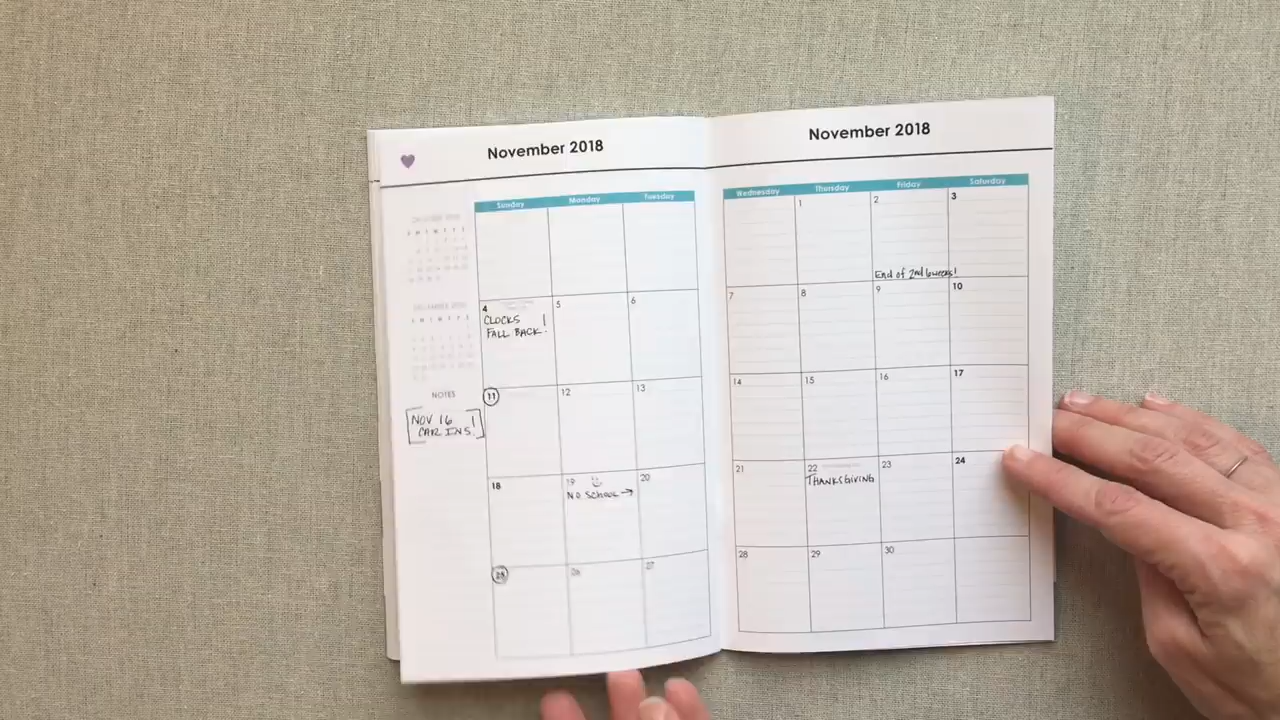 November 2018
November 2018
Sunday Monday Tuesday
Wednesday Thursday Friday Saturday
1 2 3
End of 2nd 6weeks!
4 5 6
CLOCKS
FALL BACK!
7 8 9 10
11 12 13
14 15 16 17
NOTES
NOV 16
CAR INS!
18 19 20
NO SCHOOL →
21 22 23 24
THANKSGIVING
25 26 27
28 29 30